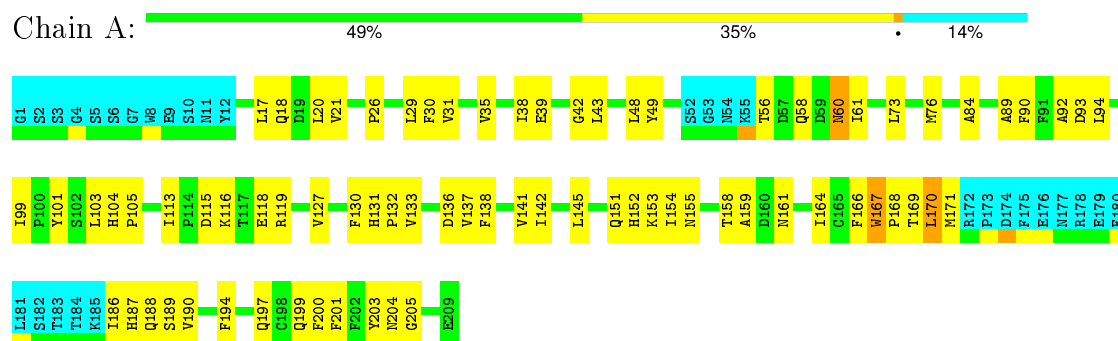 Chain A:
49% 35% • 14%
G1 S2 S3 G4 S5 S6 G7 W8 E9 S10 N11 Y12 L17 Q18 D19 L20 V21 P26 L29 F30 V31 V35 I38 E39 G42 L43 L48 Y49 S52 G53 N54 K55 T56 D57 Q58 D59 N60 I61 L73 M76 A84 A89 F90 F91 A92 D93 L94
I99 P100 Y101 S102 L103 H104 P105 I113 P114 D115 K116 T117 E118 R119 V127 F130 H131 P132 V133 D136 V137 F138 V141 I142 L145 Q151 H152 K153 I154 N155 T158 A159 D160 N161 I164 C165 F166 W167 P168 T169 L170 M171 R172 P173 D174 F175 E176 N177 R178 E179
L181 S182 T183 T184 K185 I186 H187 Q188 S189 V190 F194 Q197 C198 Q199 F200 F201 F202 Y203 N204 G205 E209